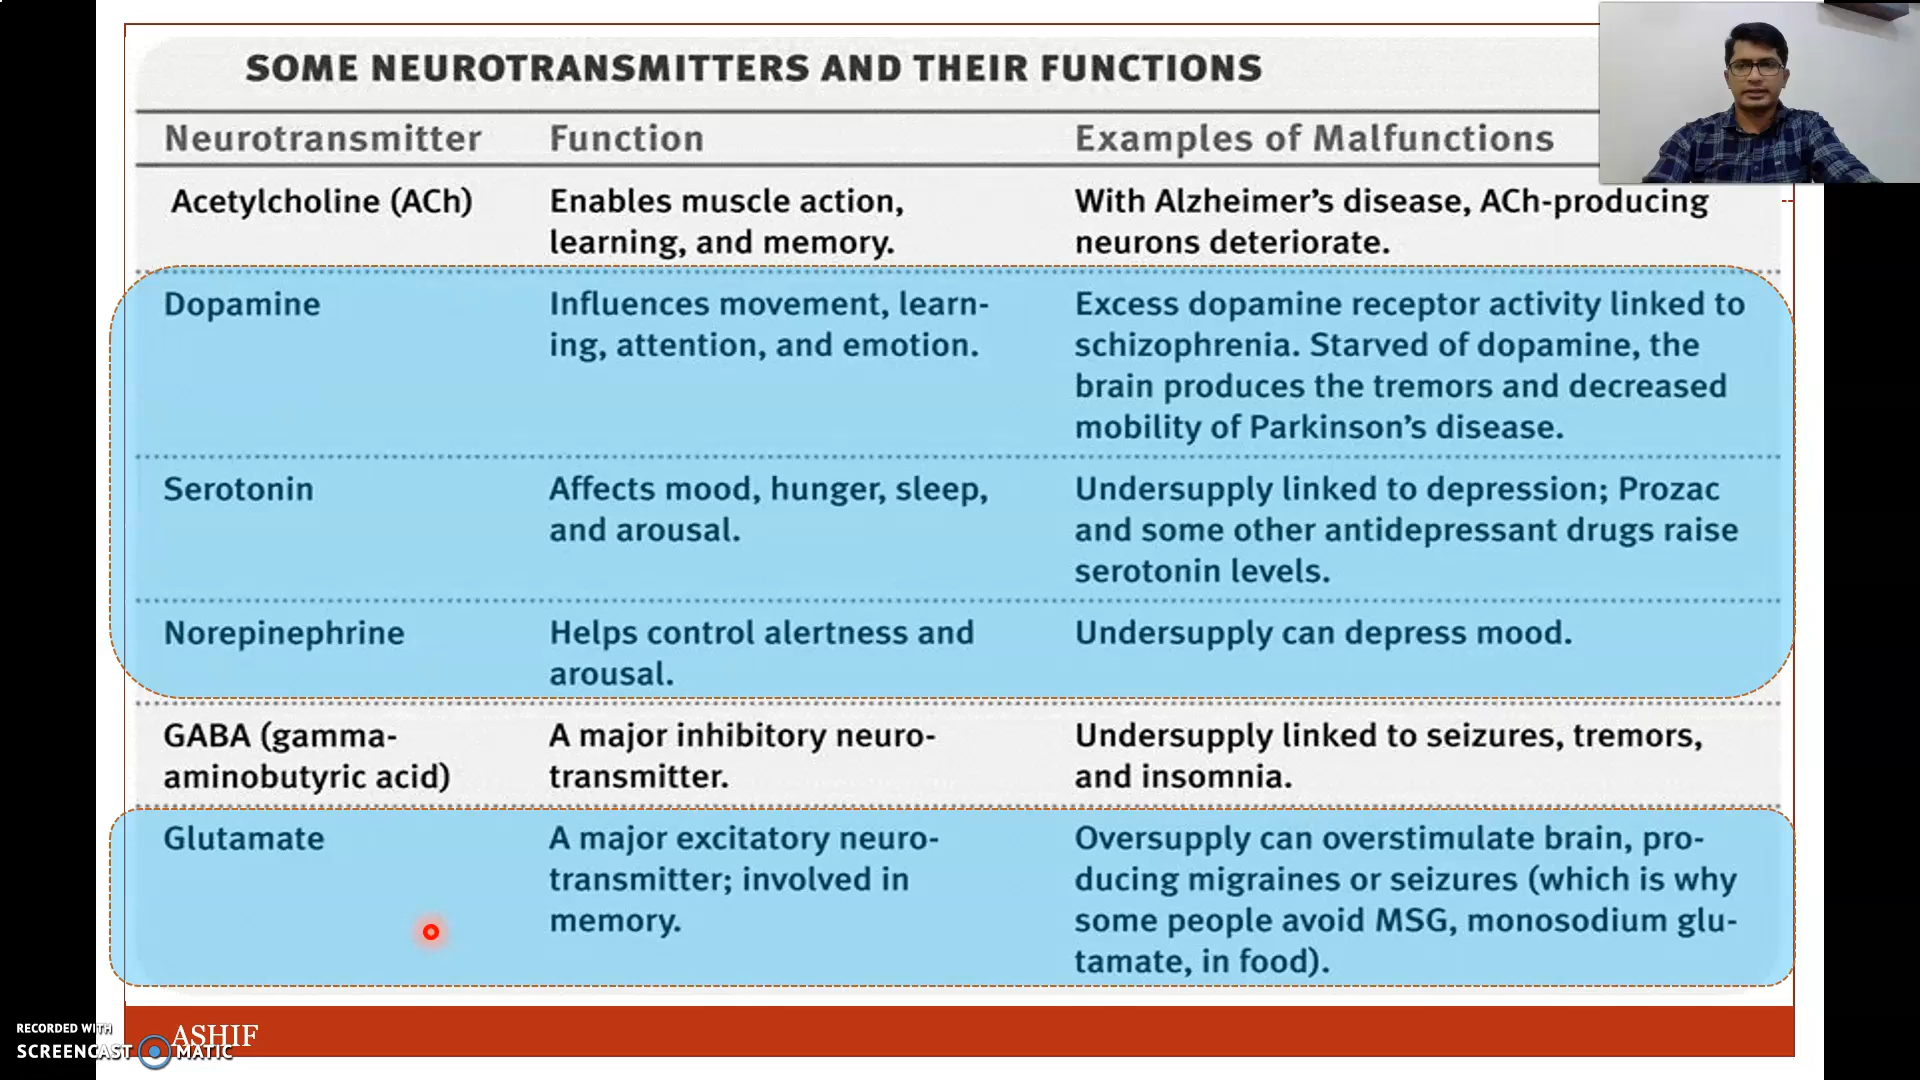 SOME NEUROTRANSMITTERS AND THEIR FUNCTIONS
Neurotransmitter Function Examples of Malfunctions
Acetylcholine (ACh) Enables muscle action, With Alzheimer's disease, ACh-producing
learning, and memory. neurons deteriorate.
Dopamine Influences movement, learn- Excess dopamine receptor activity linked to
ing, attention, and emotion. schizophrenia. Starved of dopamine, the
brain produces the tremors and decreased
mobility of Parkinson's disease.
Serotonin Affects mood, hunger, sleep, Undersupply linked to depression; Prozac
and arousal. and some other antidepressant drugs raise
serotonin levels.
Norepinephrine Helps control alertness and Undersupply can depress mood.
arousal.
GABA (gamma- A major inhibitory neuro- Undersupply linked to seizures, tremors,
aminobutyric acid) transmitter. and insomnia.
Glutamate A major excitatory neuro- Oversupply can overstimulate brain, pro-
transmitter; involved in ducing migraines or seizures (which is why
memory. some people avoid MSG, monosodium glu-
tamate, in food).
ASHIF
RECORDED WITH
SCREENCAST MATIC